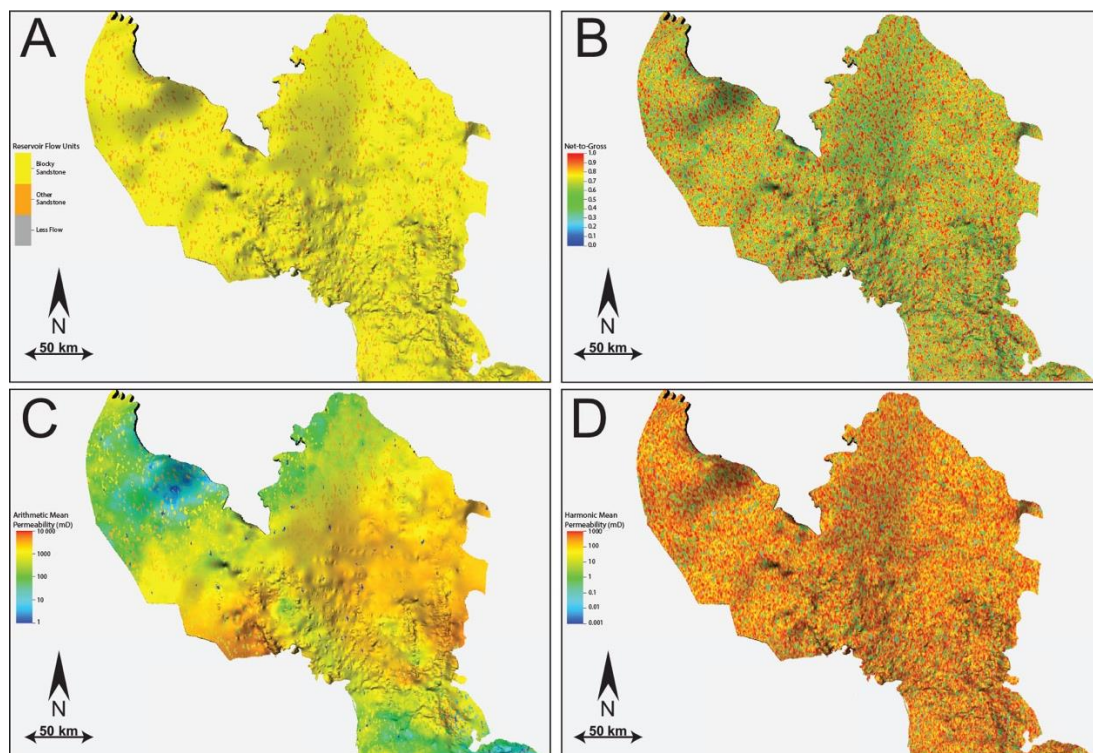 A
Reservoir Flow Units
Blocky
Sandstone
Other
Sandstone
Less Flow
N
50 km
B
Net-to-Gross
1.0
0.9
0.8
0.7
0.6
0.5
0.4
0.3
0.2
0.1
0.0
N
50 km
C
Arithmetic Mean
Permeability (mD)
10 000
1000
100
10
1
N
50 km
D
Harmonic Mean
Permeability (mD)
1000
100
10
1
0.1
0.01
0.001
N
50 km